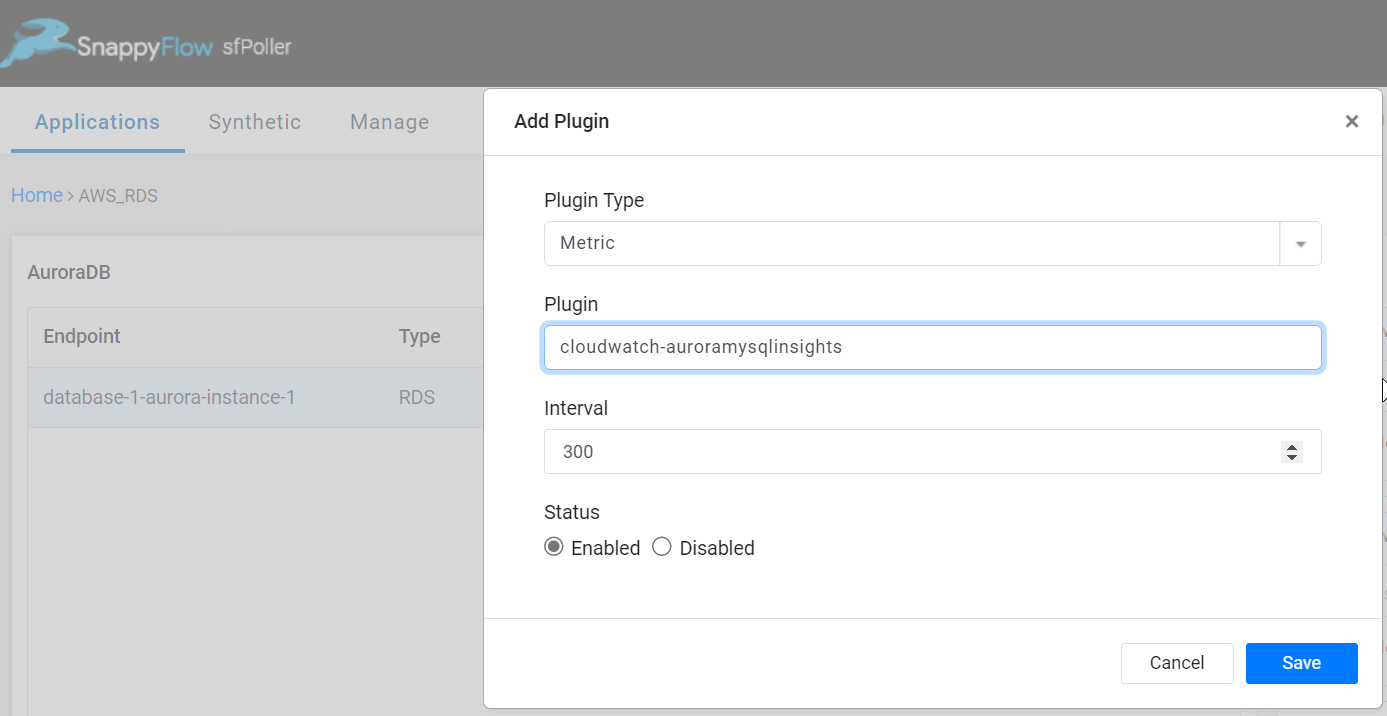 SnappyFlow sfPoller
Applications Synthetic Manage
Home > AWS_RDS
AuroraDB
Endpoint Type
database-1-aurora-instance-1 RDS
Add Plugin ×
Plugin Type
Metric
Plugin
cloudwatch-auroramysqlinsights
Interval
300
Status
Enabled Disabled
Cancel Save